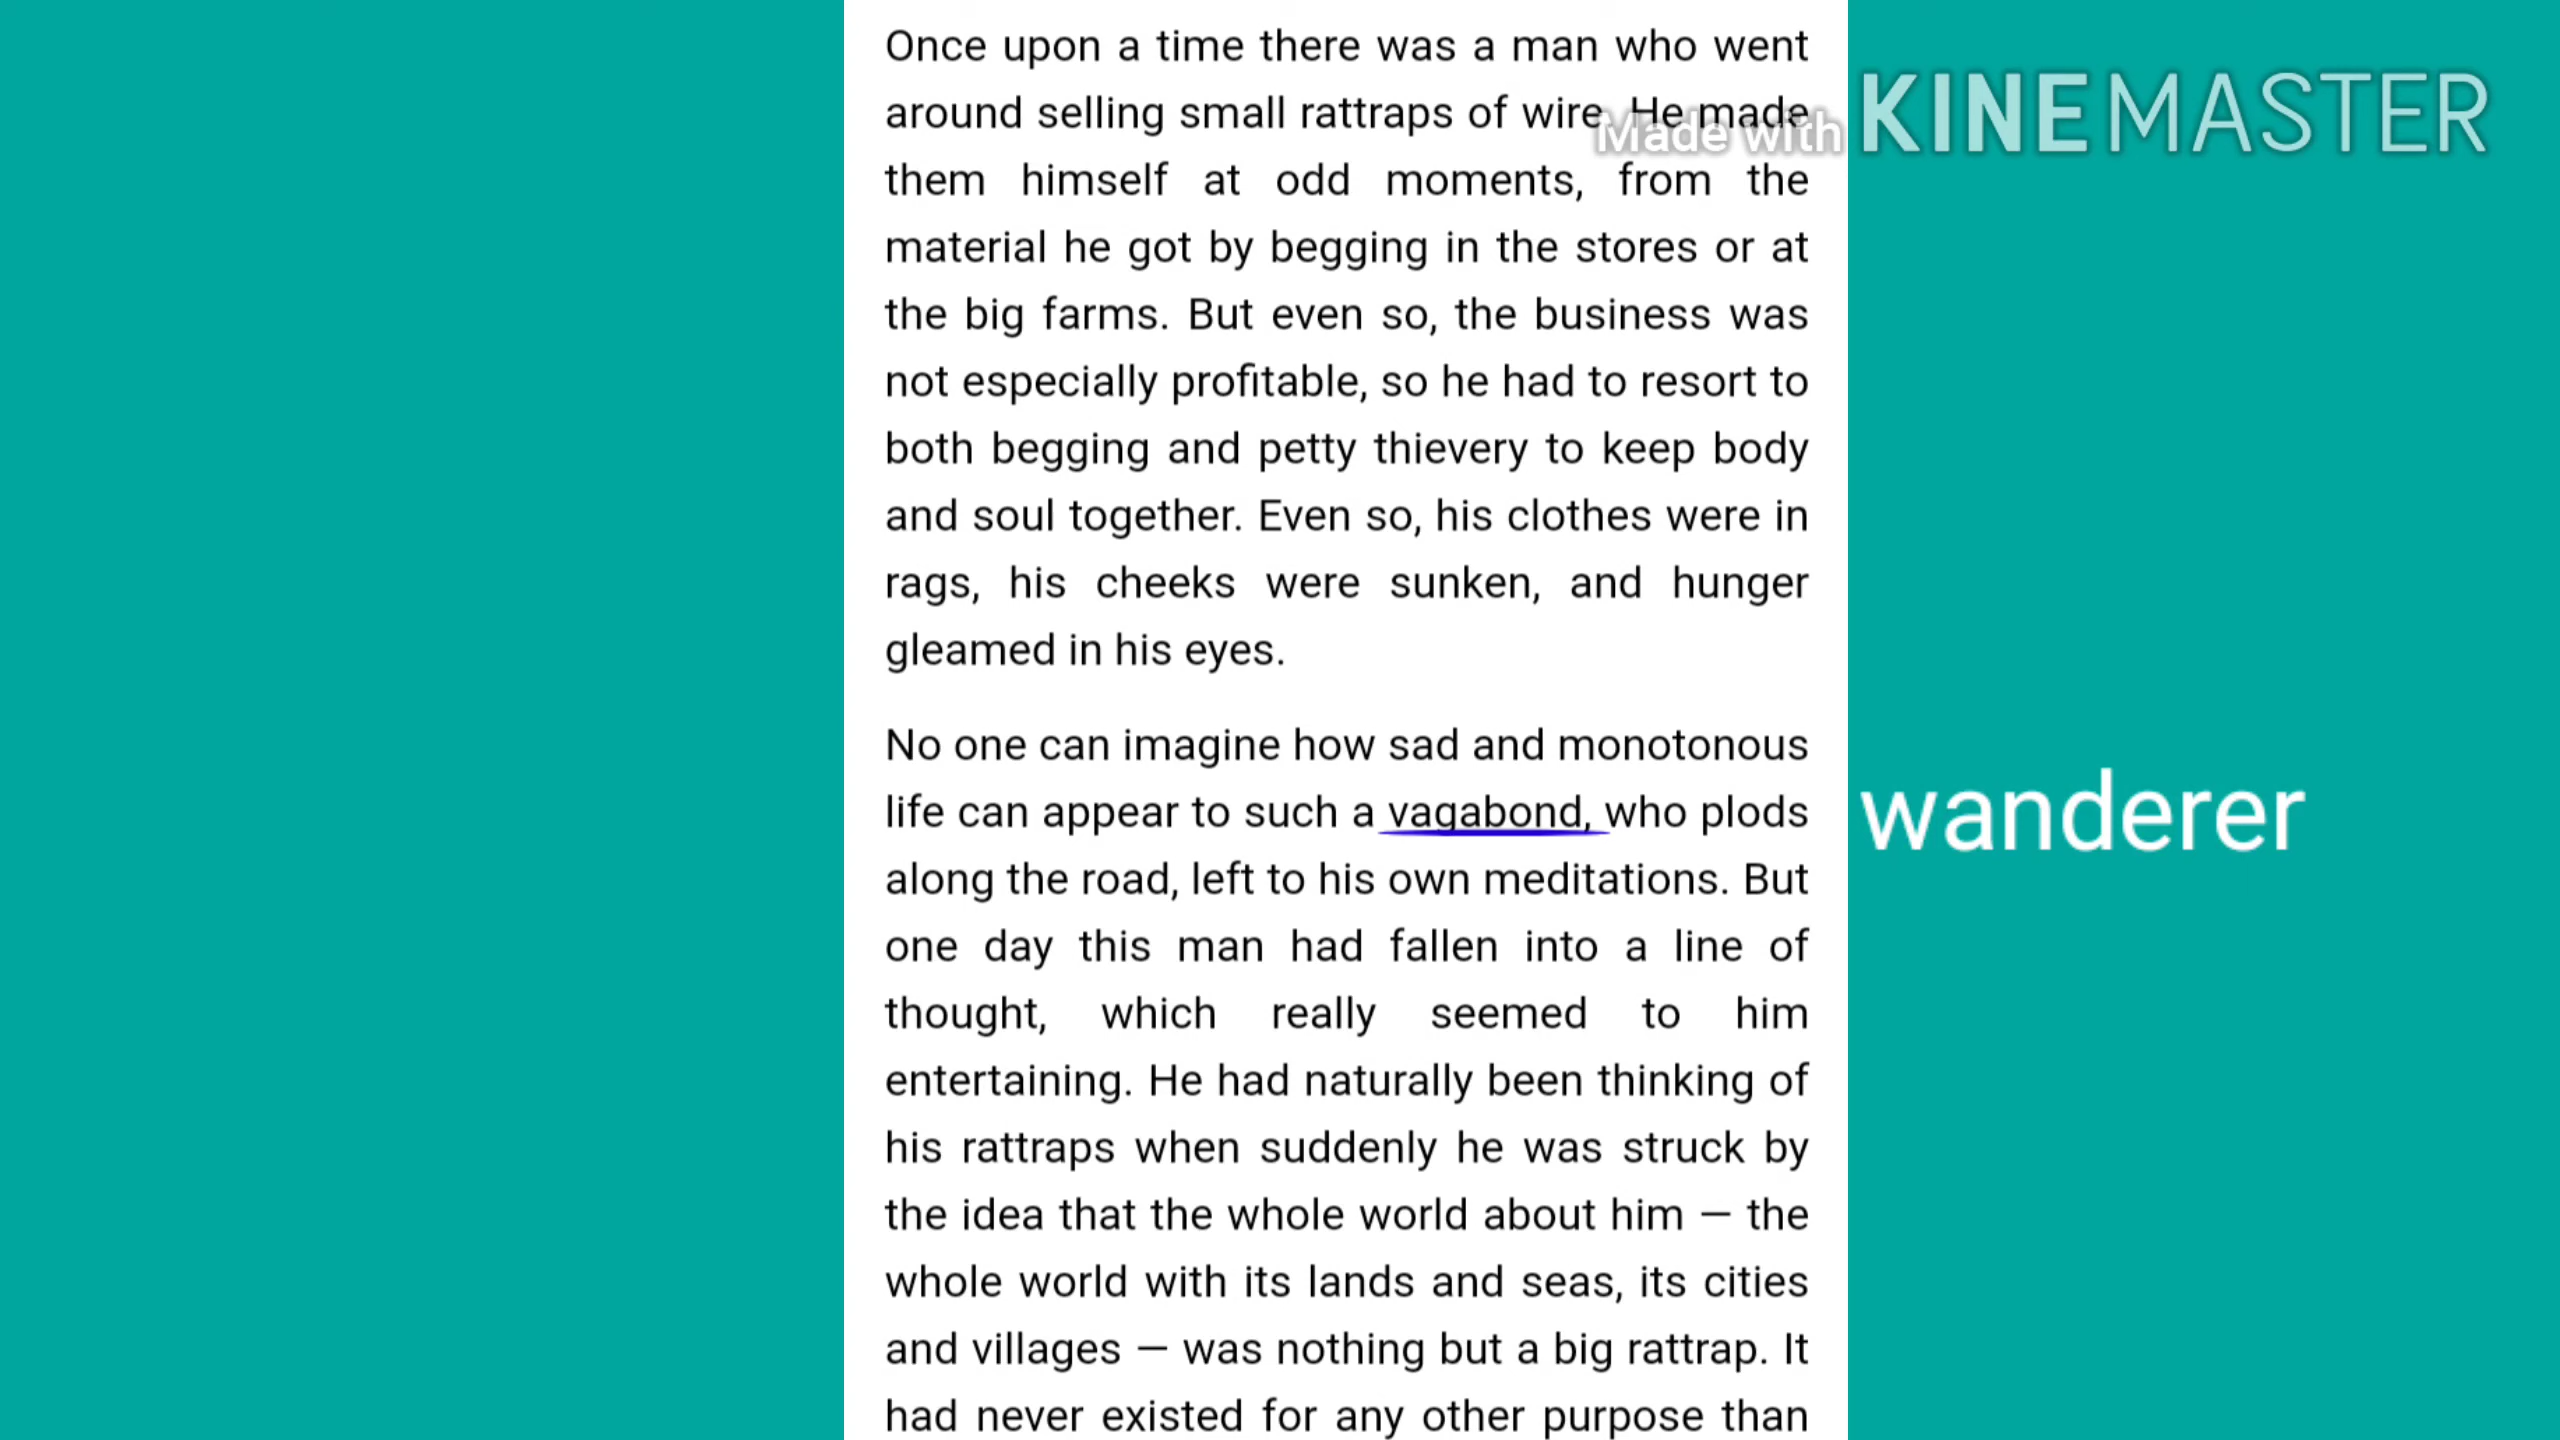 Once upon a time there was a man who went
around selling small rattraps of wire. He made
Made with KINEMASTER
them himself at odd moments, from the
material he got by begging in the stores or at
the big farms. But even so, the business was
not especially profitable, so he had to resort to
both begging and petty thievery to keep body
and soul together. Even so, his clothes were in
rags, his cheeks were sunken, and hunger
gleamed in his eyes.
No one can imagine how sad and monotonous
life can appear to such a vagabond, who plods
wanderer
along the road, left to his own meditations. But
one day this man had fallen into a line of
thought, which really seemed to him
entertaining. He had naturally been thinking of
his rattraps when suddenly he was struck by
the idea that the whole world about him — the
whole world with its lands and seas, its cities
and villages — was nothing but a big rattrap. It
had never existed for any other purpose than